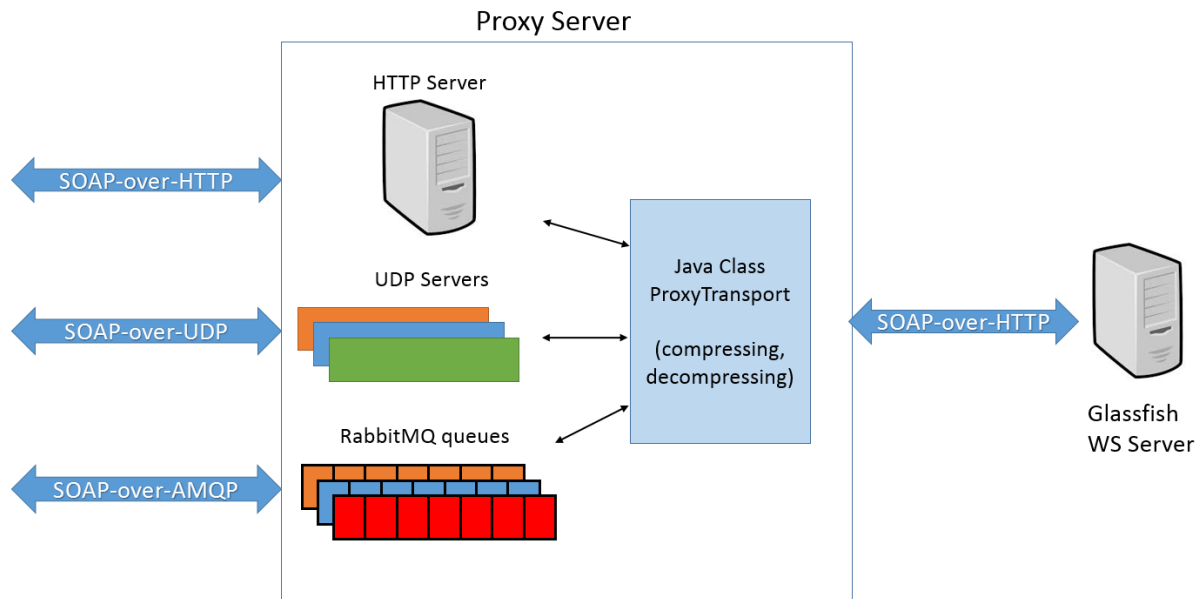 Proxy Server
HTTP Server
SOAP-over-HTTP
UDP Servers
SOAP-over-UDP
RabbitMQ queues
SOAP-over-AMQP
Java Class
ProxyTransport
(compressing,
decompressing)
SOAP-over-HTTP
Glassfish
WS Server